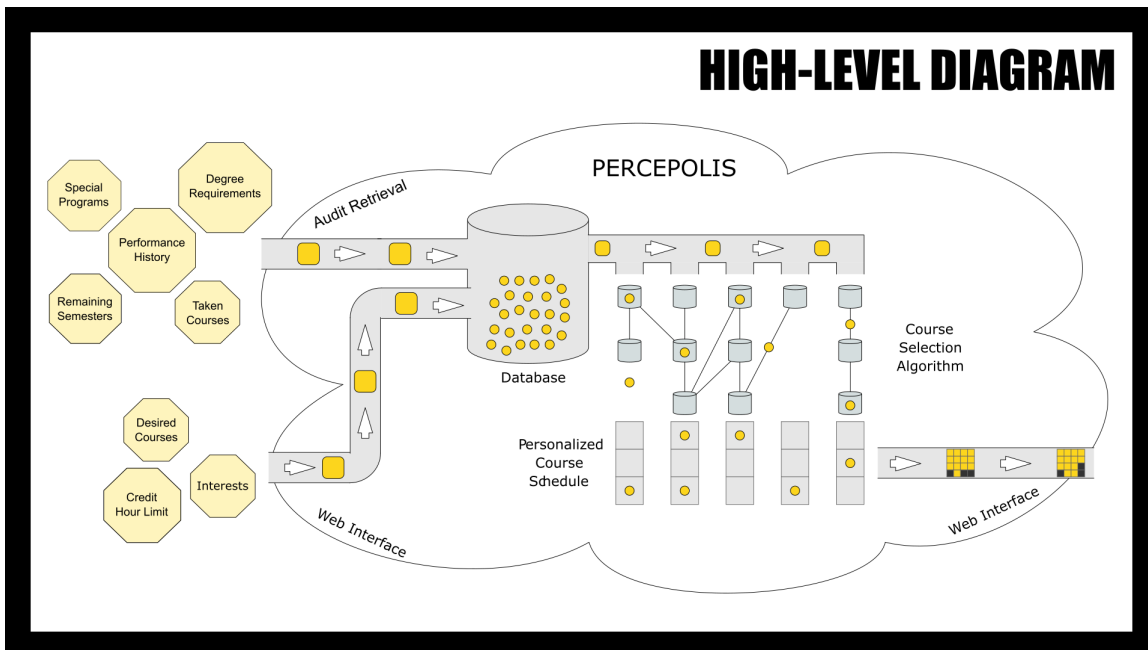 HIGH-LEVEL DIAGRAM
PERCEPOLIS
Special
Programs
Degree
Requirements
Performance
History
Remaining
Semesters
Taken
Courses
Audit Retrieval
Database
Course
Selection
Algorithm
Desired
Courses
Credit
Hour Limit
Interests
Web Interface
Personalized
Course
Schedule
Web Interface